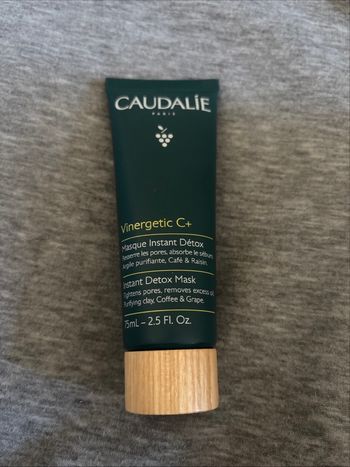 CAUDALIE
PARIS
Vinergetic C+
Masque Instant Détox
Resserre les pores, absorbe le sébum
Argile purifiante, Café & Raisin.
Instant Detox Mask
Tightens pores, removes excess oil
Purifying clay, Coffee & Grape.
75mL – 2.5 Fl. Oz.